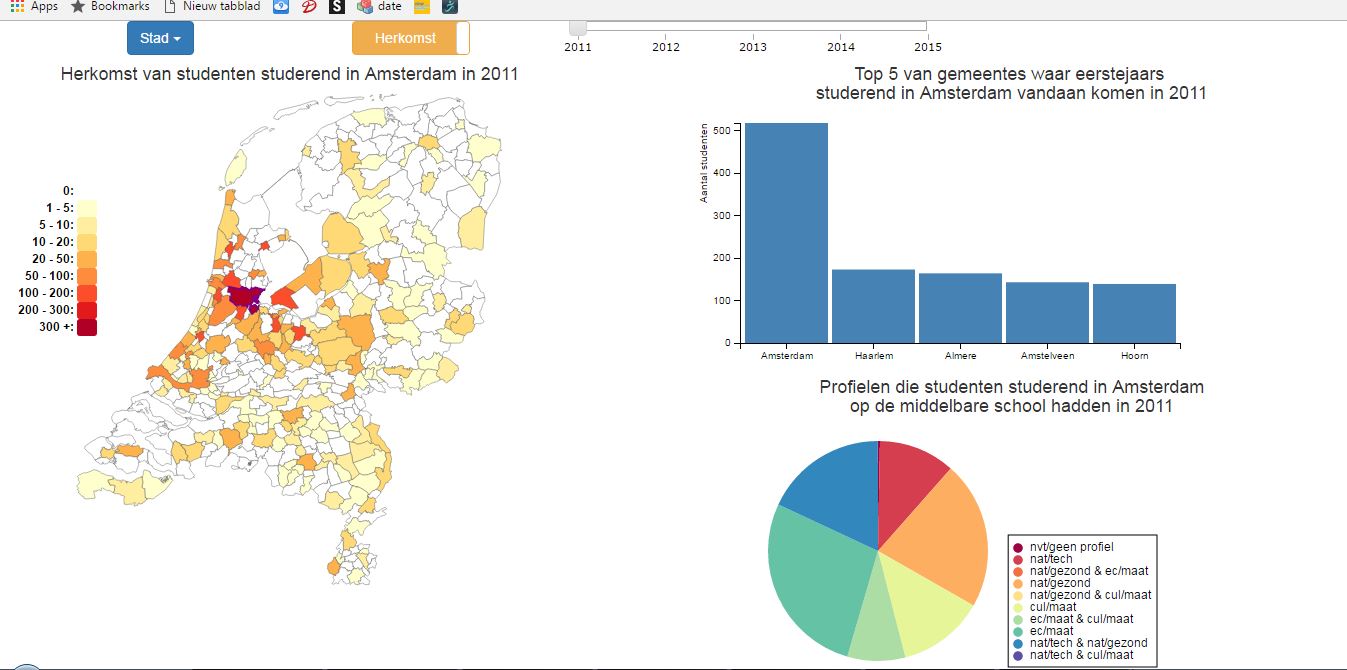 Apps Bookmarks Nieuw tabblad date
Stad
Herkomst
2011 2012 2013 2014 2015
Herkomst van studenten studerend in Amsterdam in 2011
0:
1 - 5:
5 - 10:
10 - 20:
20 - 50:
50 - 100:
100 - 200:
200 - 300:
300 +:
Top 5 van gemeentes waar eerstejaars
studerend in Amsterdam vandaan komen in 2011
Aantal studenten
500
400
300
200
100
0
Amsterdam Haarlem Almere Amstelveen Hoorn
Profielen die studenten studerend in Amsterdam
op de middelbare school hadden in 2011
nvt/geen profiel
nat/tech
nat/gezond & ec/maat
nat/gezond
nat/gezond & cul/maat
cul/maat
ec/maat & cul/maat
ec/maat
nat/tech & nat/gezond
nat/tech & cul/maat